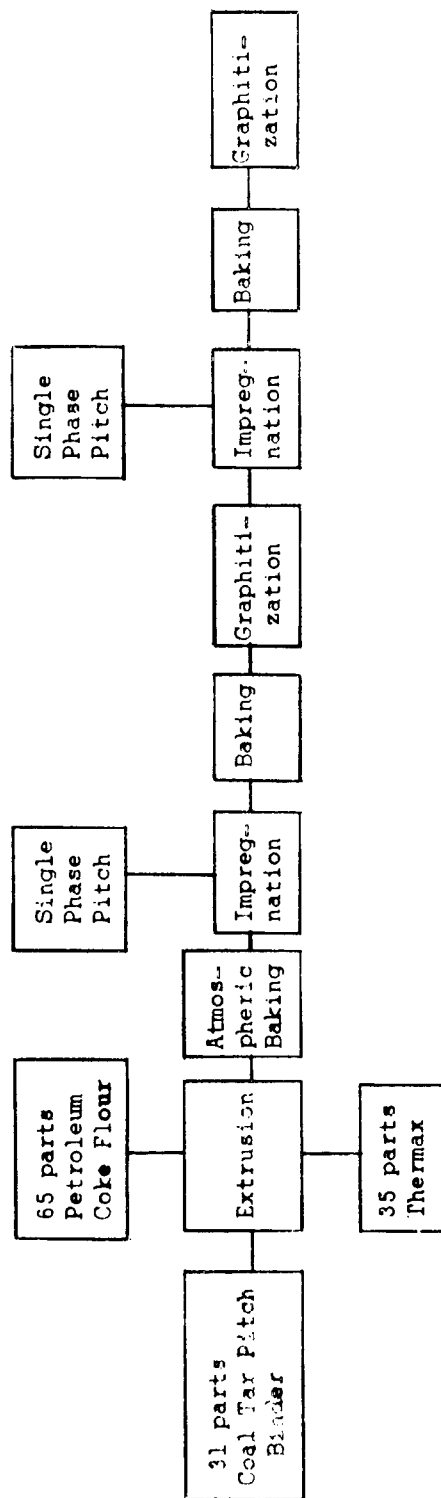 65 parts
Petroleum
Coke Flour
Single
Phase
Pitch
Single
Phase
Pitch
31 parts
Coal Tar Pitch
Binder
Extrusion
Atmos-
pheric
Baking
Impreg-
nation
Baking
Graphiti-
zation
Impreg-
nation
Baking
Graphiti-
zation
35 parts
Thermax